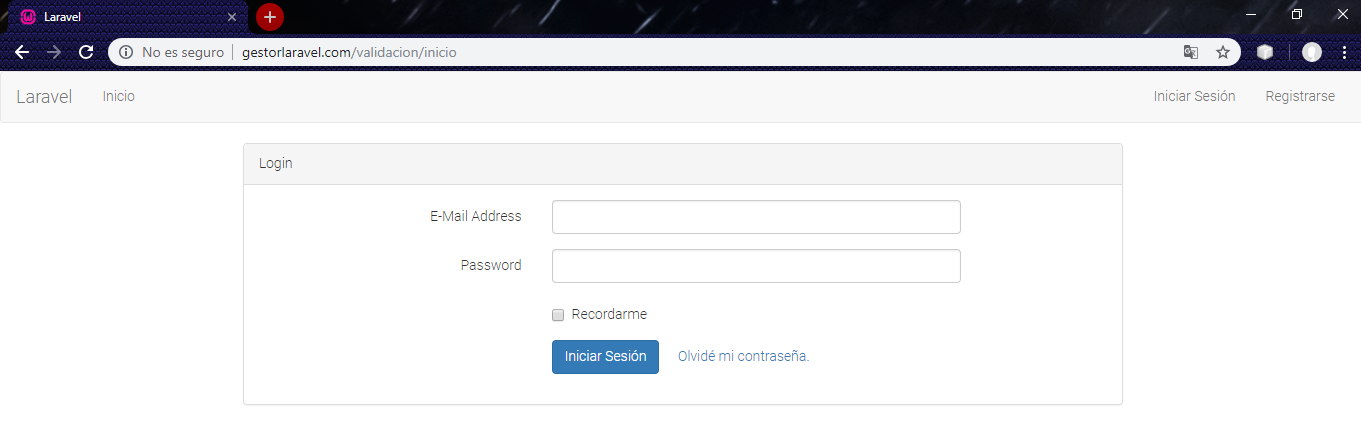 Laravel
No es seguro gestorlaravel.com/validacion/inicio
Laravel Inicio Iniciar Sesión Registrarse
Login
E-Mail Address
Password
Recordarme
Iniciar Sesión Olvidé mi contraseña.